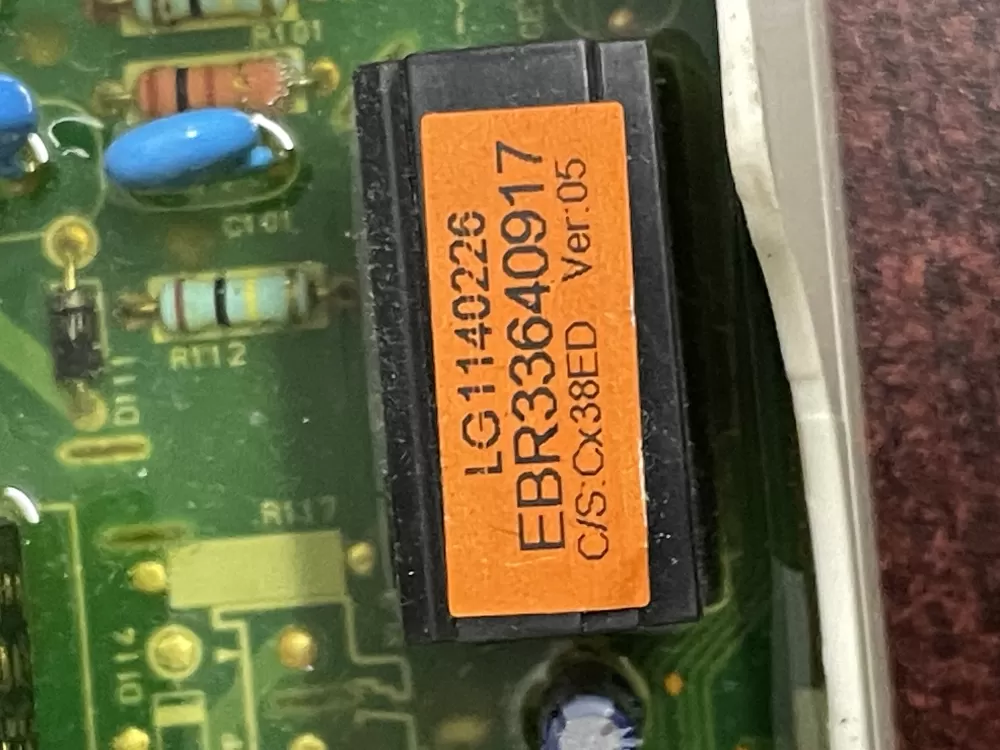 LG1140226
EBR33640917
C/S:Cx38ED Ver:05
R101
C101
R112
D111
R117
D114